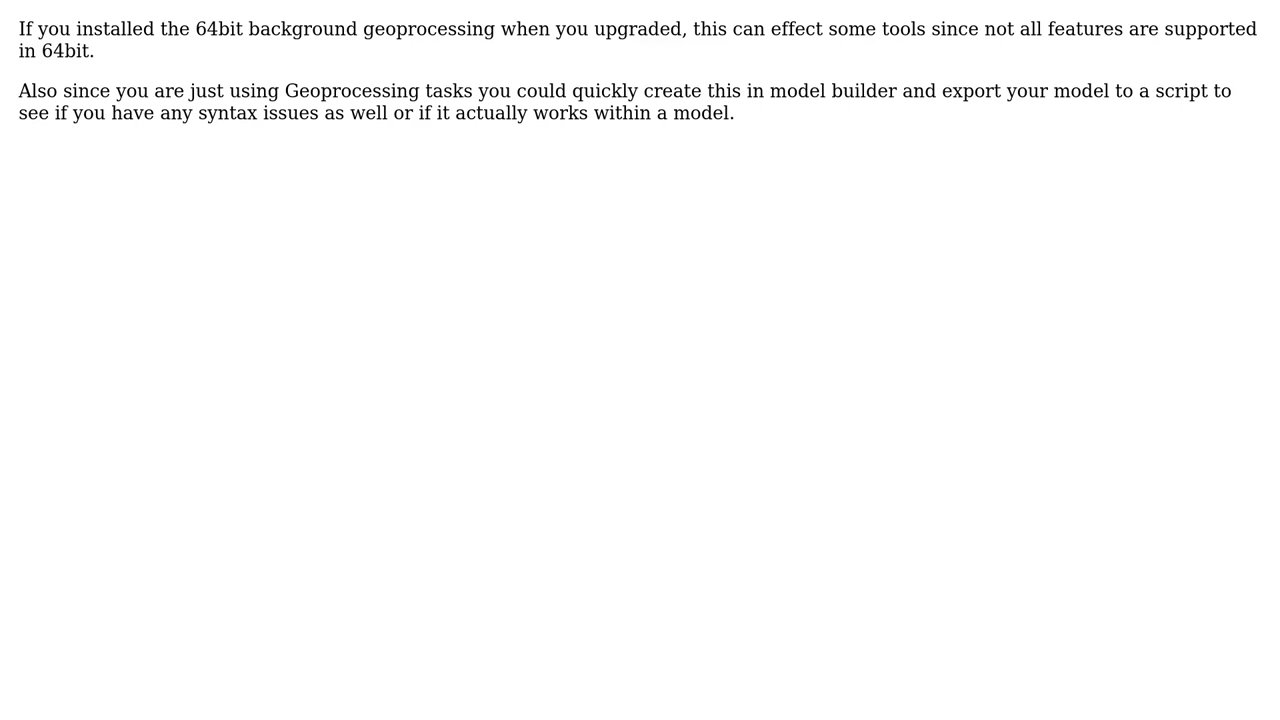 If you installed the 64bit background geoprocessing when you upgraded, this can effect some tools since not all features are supported
in 64bit.
Also since you are just using Geoprocessing tasks you could quickly create this in model builder and export your model to a script to
see if you have any syntax issues as well or if it actually works within a model.